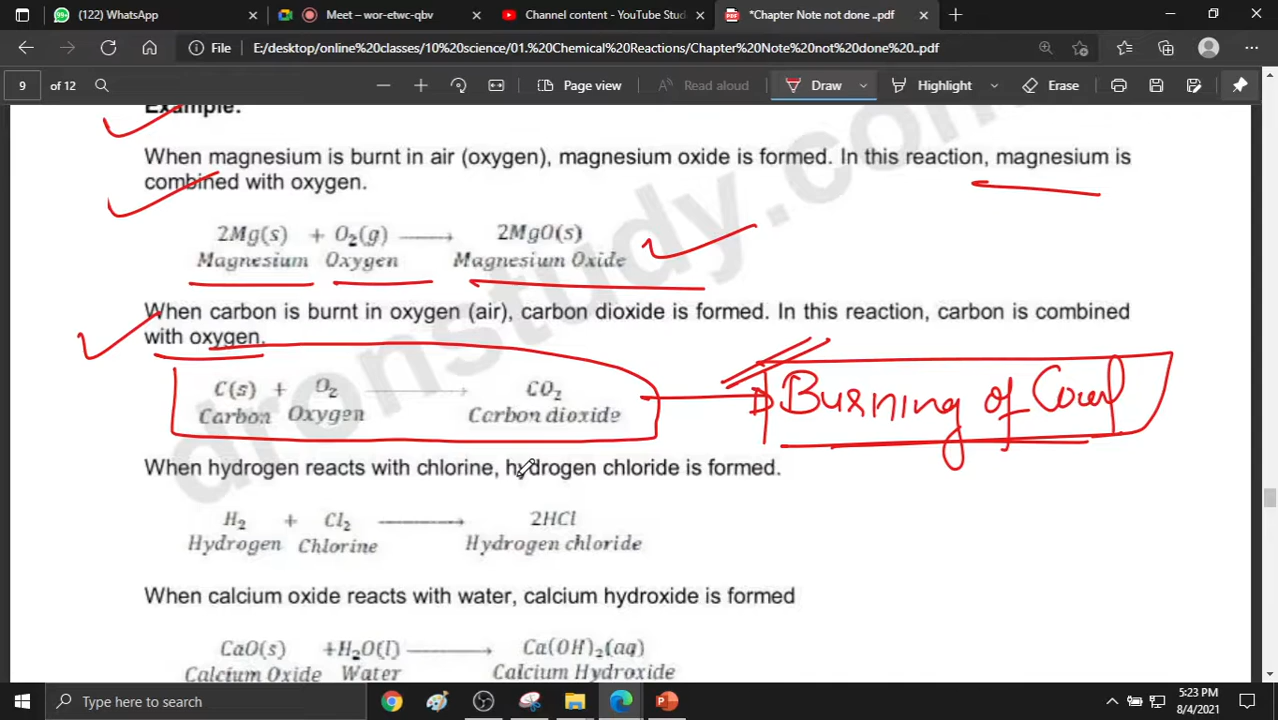 (122) WhatsApp
Meet – wor-etwc-qbv
Channel content - YouTube Stud
*Chapter Note not done ..pdf
File
E:/desktop/online%20classes/10%20science/01.%20Chemical%20Reactions/Chapter%20Note%20not%20done%20..pdf
9 of 12
Page view
Read aloud
Draw
Highlight
Erase
Example:
When magnesium is burnt in air (oxygen), magnesium oxide is formed. In this reaction, magnesium is
combined with oxygen.
2Mg(s) + O₂(g) ⟶ 2MgO(s)
Magnesium Oxygen Magnesium Oxide
When carbon is burnt in oxygen (air), carbon dioxide is formed. In this reaction, carbon is combined
with oxygen.
C(s) + O₂ ⟶ CO₂
Carbon Oxygen Carbon dioxide
Burning of Coal
When hydrogen reacts with chlorine, hydrogen chloride is formed.
H₂ + Cl₂ ⟶ 2HCl
Hydrogen Chlorine Hydrogen chloride
When calcium oxide reacts with water, calcium hydroxide is formed
CaO(s) +H₂O(l) ⟶ Ca(OH)₂(aq)
Calcium Oxide Water Calcium Hydroxide
Type here to search
5:23 PM
8/4/2021